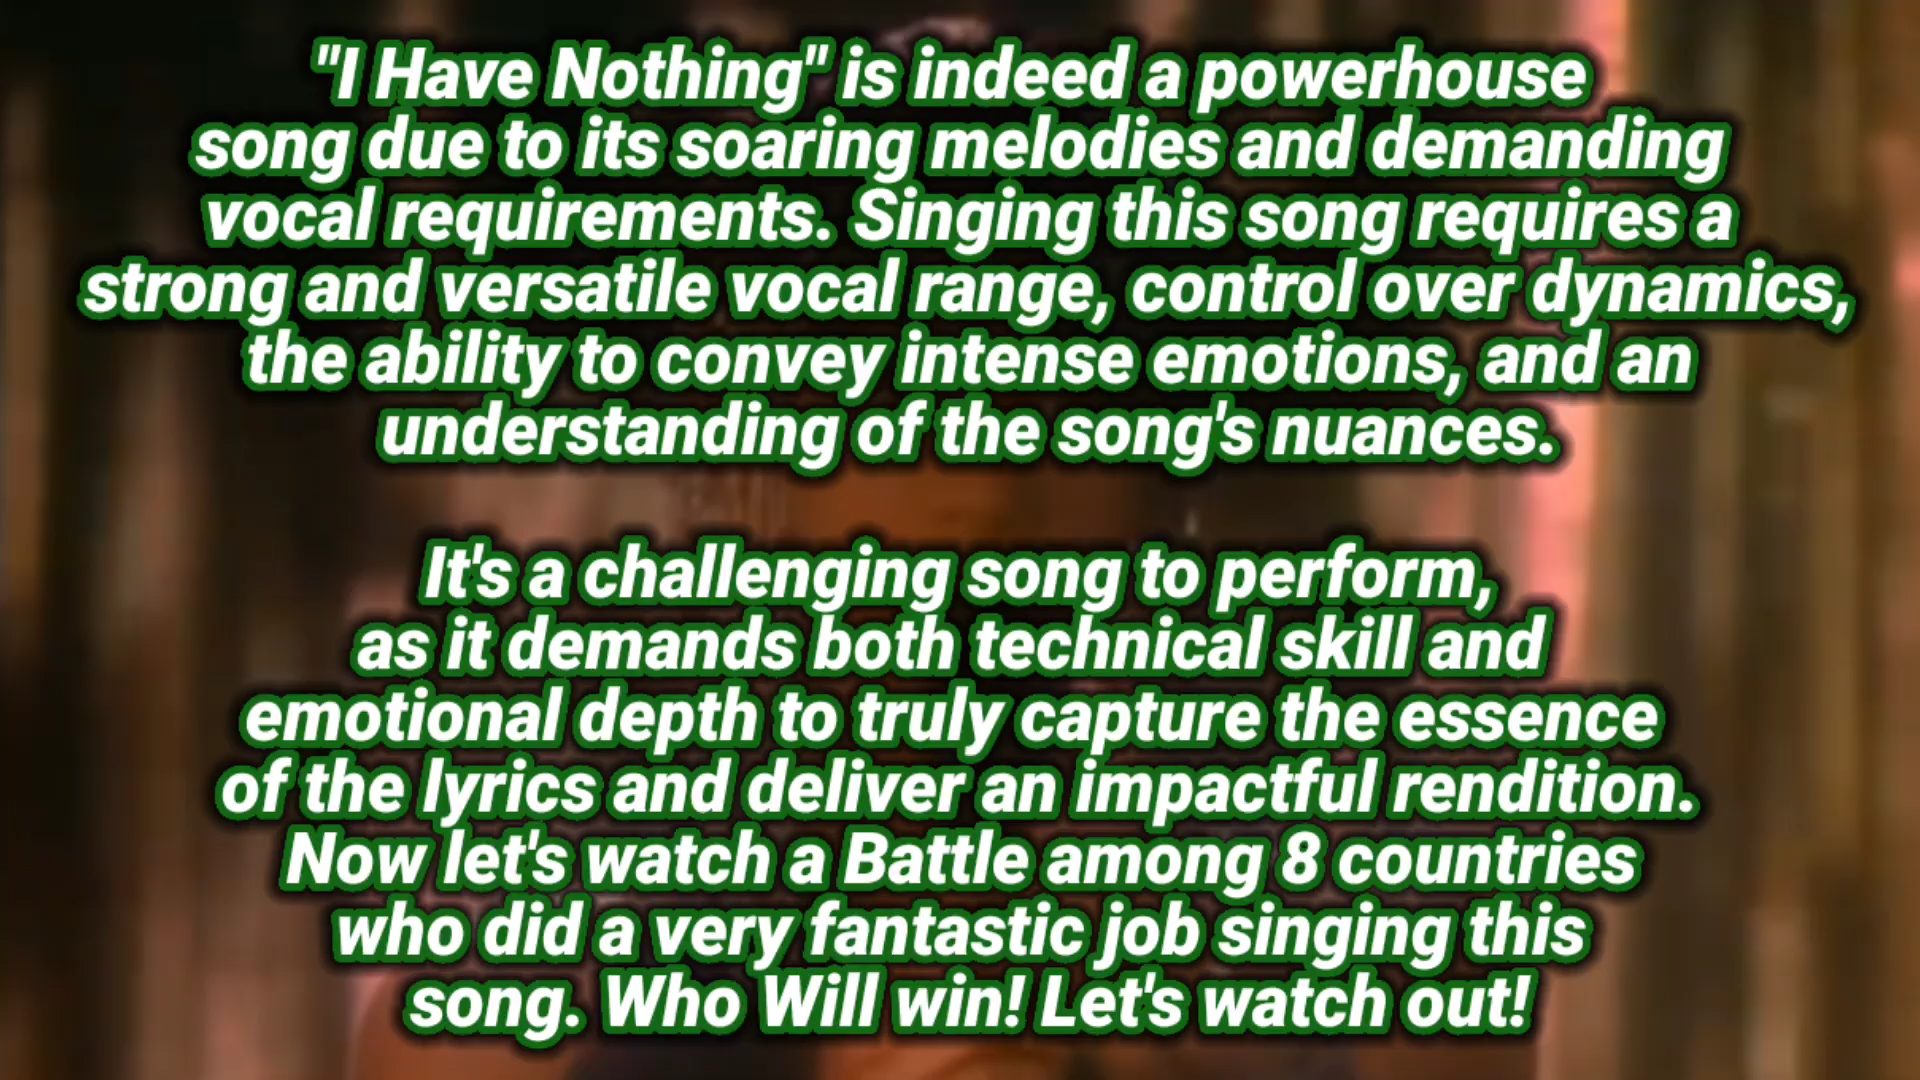 "I Have Nothing" is indeed a powerhouse
song due to its soaring melodies and demanding
vocal requirements. Singing this song requires a
strong and versatile vocal range, control over dynamics,
the ability to convey intense emotions, and an
understanding of the song's nuances.
It's a challenging song to perform,
as it demands both technical skill and
emotional depth to truly capture the essence
of the lyrics and deliver an impactful rendition.
Now let's watch a Battle among 8 countries
who did a very fantastic job singing this
song. Who Will win! Let's watch out!